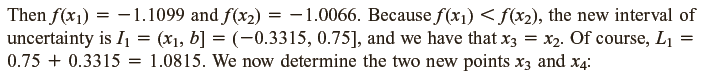 Then f(x₁) = −1.1099 and f(x₂) = −1.0066. Because f(x₁) < f(x₂), the new interval of
uncertainty is I₁ = (x₁, b] = (−0.3315, 0.75], and we have that x₃ = x₂. Of course, L₁ =
0.75 + 0.3315 = 1.0815. We now determine the two new points x₃ and x₄: